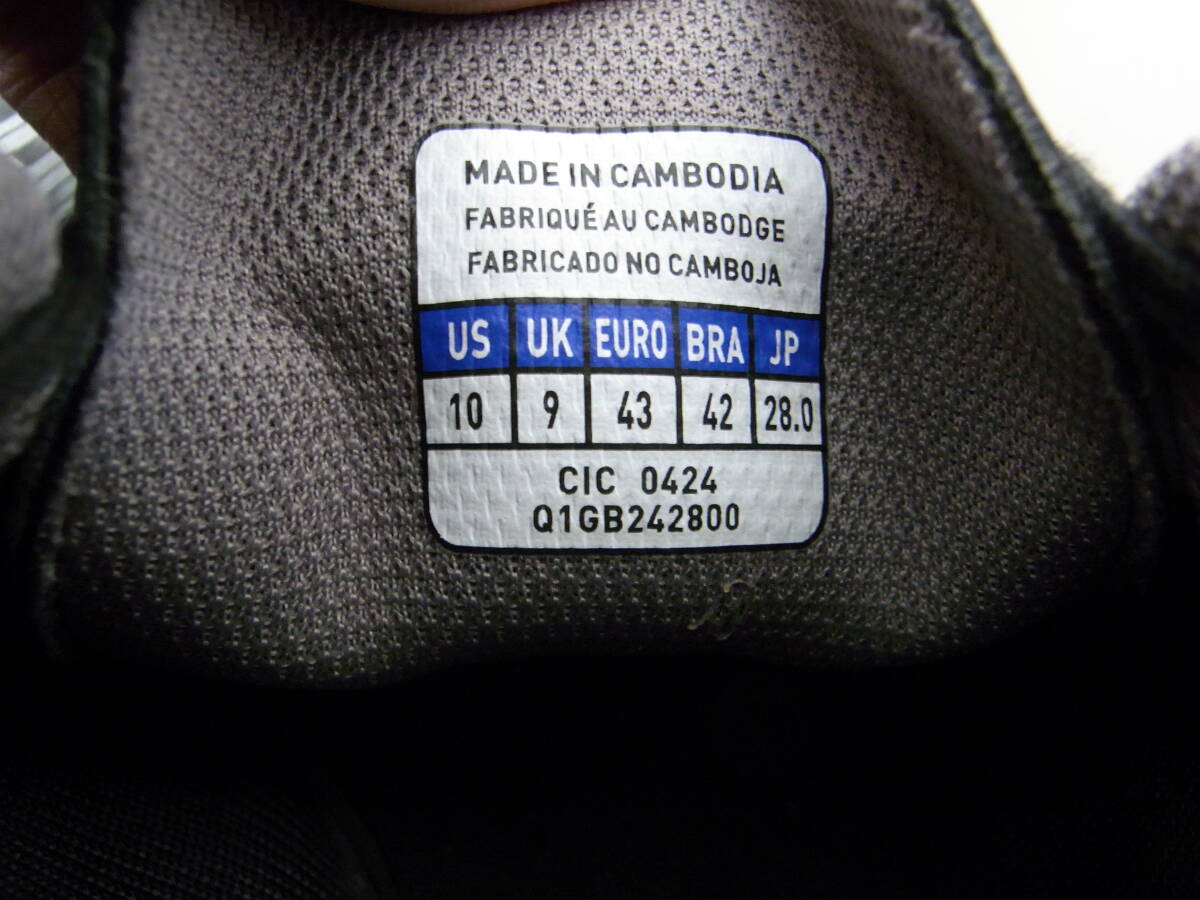 MADE IN CAMBODIA
FABRIQUÉ AU CAMBODGE
FABRICADO NO CAMBOJA
US UK EURO BRA JP
10 9 43 42 28.0
CIC 0424
Q1GB242800